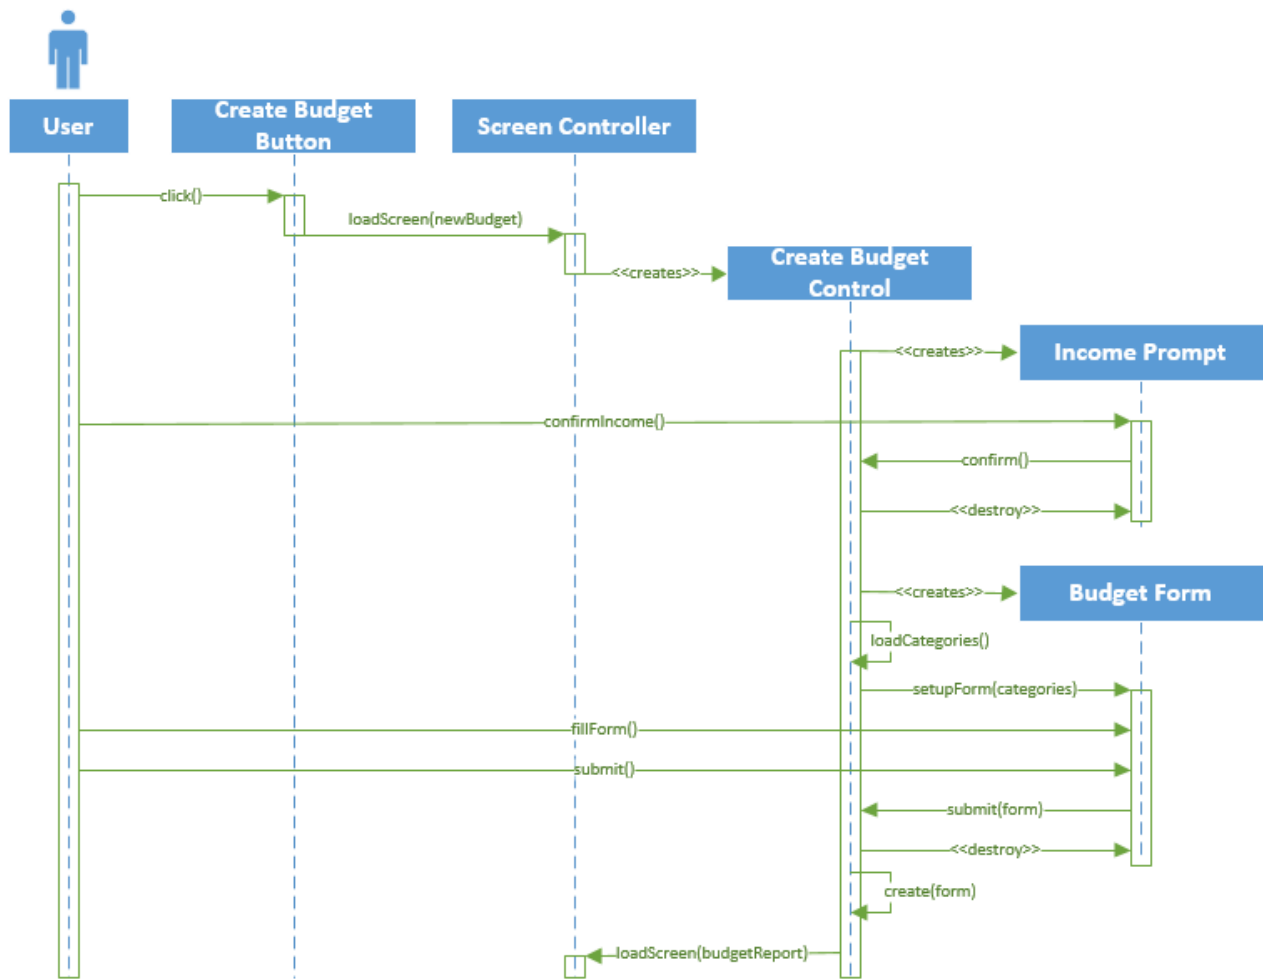 User
Create Budget
Button
Screen Controller
click()
loadScreen(newBudget)
<<creates>>
Create Budget
Control
<<creates>>
Income Prompt
confirmIncome()
confirm()
<<destroy>>
<<creates>>
Budget Form
loadCategories()
setupForm(categories)
fillForm()
submit()
submit(form)
<<destroy>>
create(form)
loadScreen(budgetReport)